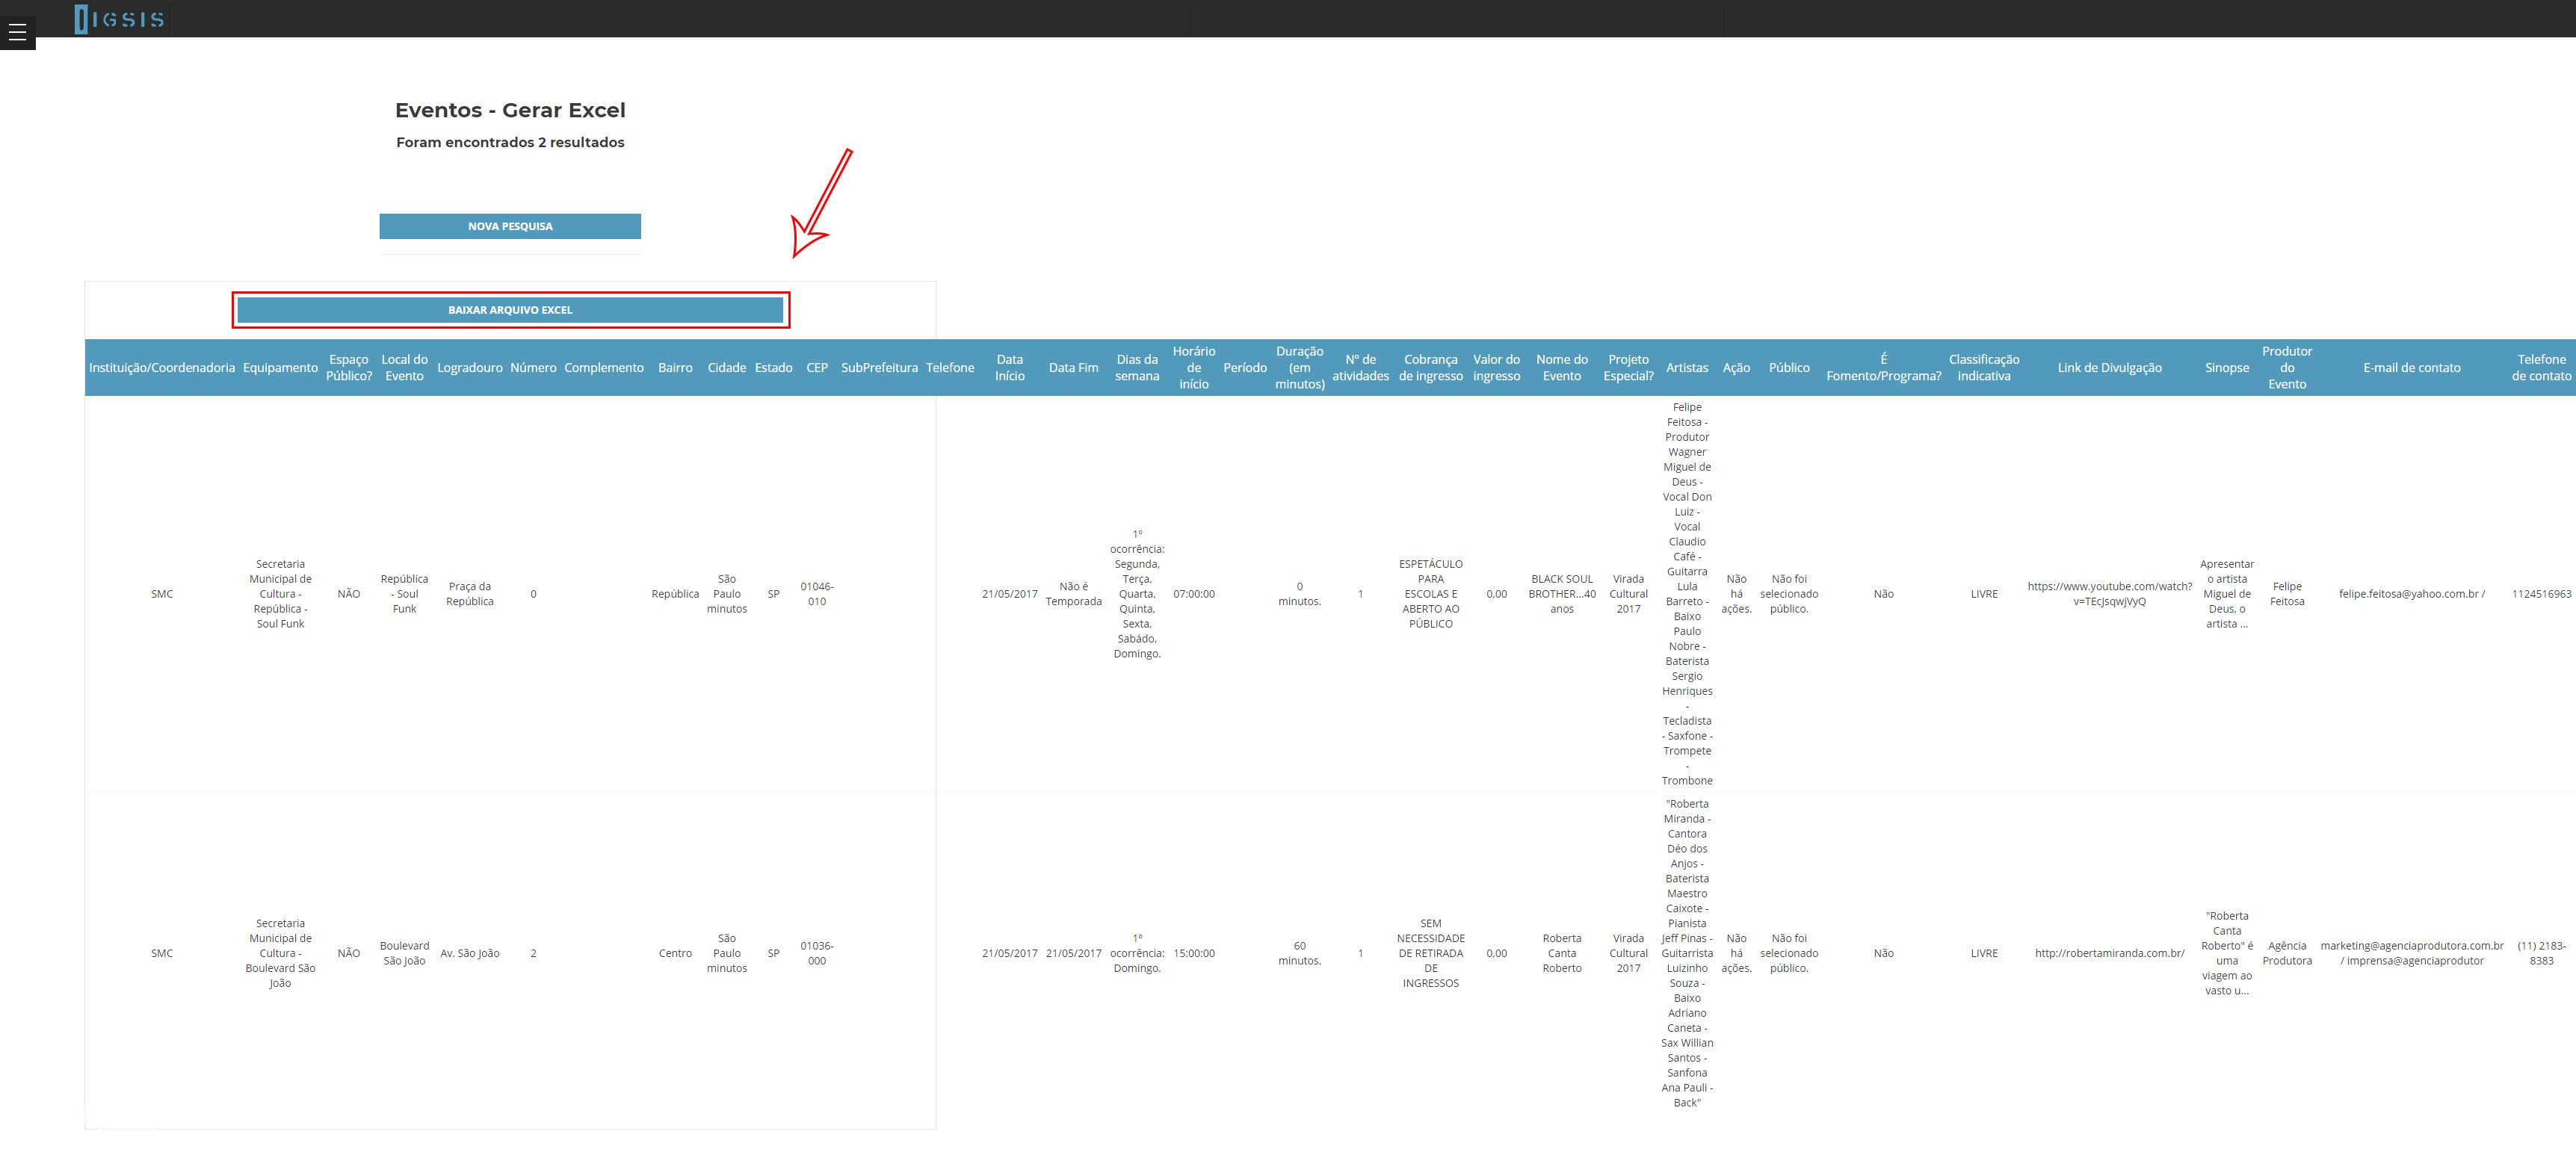 IGSIS
Eventos - Gerar Excel
Foram encontrados 2 resultados
NOVA PESQUISA
BAIXAR ARQUIVO EXCEL
Instituição/Coordenadoria
Equipamento
Espaço
Público?
Local do
Evento
Logradouro
Número
Complemento
Bairro
Cidade
Estado
CEP
SubPrefeitura
Telefone
Data
Início
Data Fim
Dias da
semana
Horário
de
início
Período
Duração
(em
minutos)
Nº de
atividades
Cobrança
de ingresso
Valor do
ingresso
Nome do
Evento
Projeto
Especial?
Artistas
Ação
Público
É
Fomento/Programa?
Classificação
indicativa
Link de Divulgação
Sinopse
Produtor
do
Evento
E-mail de contato
Telefone
de contato
SMC
Secretaria
Municipal de
Cultura -
República -
Soul Funk
NÃO
República
- Soul
Funk
Praça da
República
0
República
São
Paulo
minutos
SP
01046-
010
21/05/2017
Não é
Temporada
1º
ocorrência:
Segunda,
Terça,
Quarta,
Quinta,
Sexta,
Sabádo,
Domingo.
07:00:00
0
minutos.
1
ESPETÁCULO
PARA
ESCOLAS E
ABERTO AO
PÚBLICO
0,00
BLACK SOUL
BROTHER...40
anos
Virada
Cultural
2017
Felipe
Feitosa -
Produtor
Wagner
Miguel de
Deus -
Vocal Don
Luiz -
Vocal
Claudio
Café -
Guitarra
Lula
Barreto -
Baixo
Paulo
Nobre -
Baterista
Sergio
Henriques
-
Tecladista
- Saxfone -
Trompete
-
Trombone
Não
há
ações.
Não foi
selecionado
público.
Não
LIVRE
https://www.youtube.com/watch?
v=TEcJsqwjVyQ
Apresentar
o artista
Miguel de
Deus, o
artista ...
Felipe
Feitosa
felipe.feitosa@yahoo.com.br /
1124516963
SMC
Secretaria
Municipal de
Cultura -
Boulevard São
João
NÃO
Boulevard
São João
Av. São João
2
Centro
São
Paulo
minutos
SP
01036-
000
21/05/2017
21/05/2017
1º
ocorrência:
Domingo.
15:00:00
60
minutos.
1
SEM
NECESSIDADE
DE RETIRADA
DE
INGRESSOS
0,00
Roberta
Canta
Roberto
Virada
Cultural
2017
"Roberta
Miranda -
Cantora
Déo dos
Anjos -
Baterista
Maestro
Caixote -
Pianista
Jeff Pinas -
Guitarrista
Luizinho
Souza -
Baixo
Adriano
Caneta -
Sax Willian
Santos -
Sanfona
Ana Pauli -
Back"
Não
há
ações.
Não foi
selecionado
público.
Não
LIVRE
http://robertamiranda.com.br/
"Roberta
Canta
Roberto" é
uma
viagem ao
vasto u...
Agência
Produtora
marketing@agenciaprodutora.com.br
/ imprensa@agenciaprodutor
(11) 2183-
8383